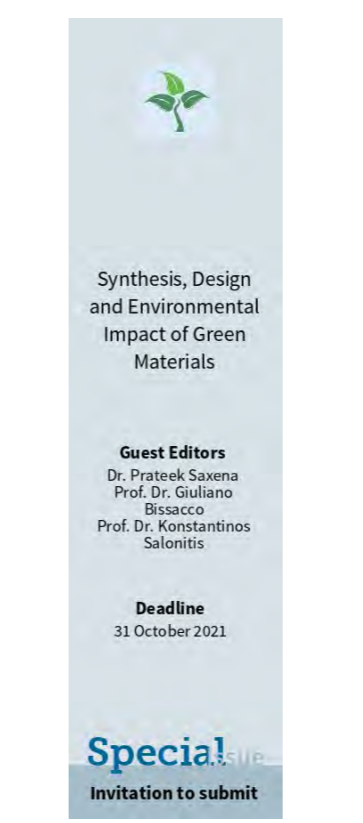 Synthesis, Design
and Environmental
Impact of Green
Materials
Guest Editors
Dr. Prateek Saxena
Prof. Dr. Giuliano
Bissacco
Prof. Dr. Konstantinos
Salonitis
Deadline
31 October 2021
Special
issue
Invitation to submit